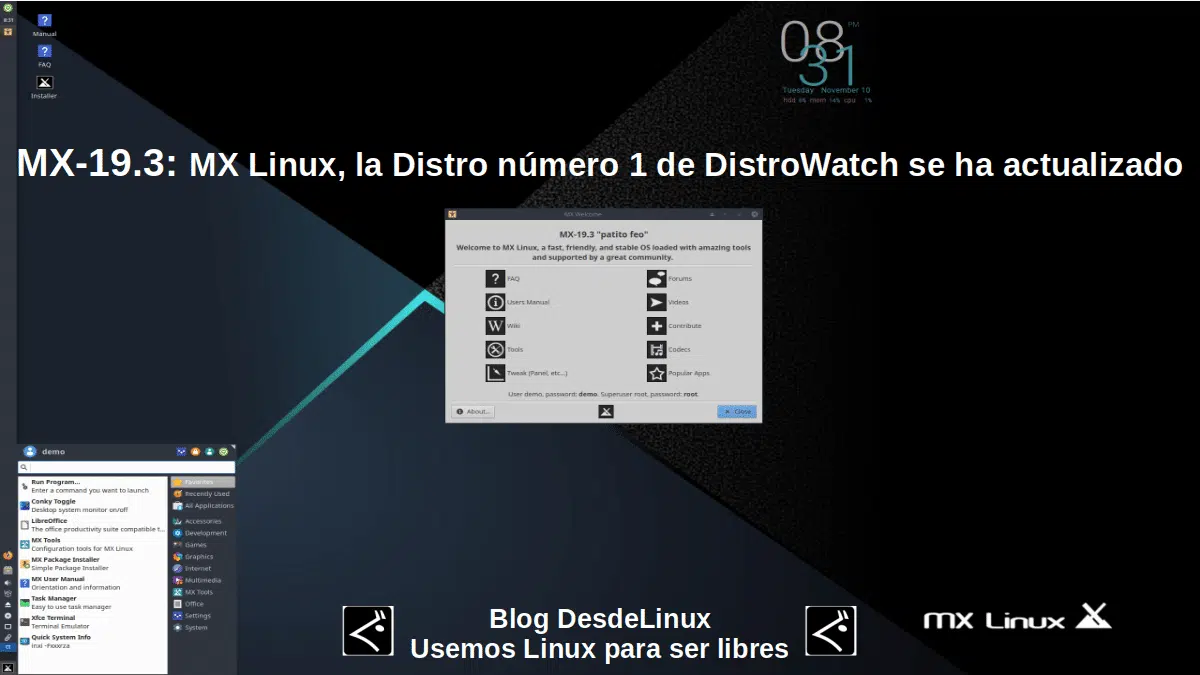 8:31
Manual
FAQ
Installer
08 PM
31
Tuesday November 10
hdd 0% mem 14% cpu 1%
MX-19.3: MX Linux, la Distro número 1 de DistroWatch se ha actualizado
MX Welcome
MX-19.3 "patito feo"
Welcome to MX Linux, a fast, friendly, and stable OS loaded with amazing tools
and supported by a great community.
FAQ
Forums
Users Manual
Videos
Wiki
Contribute
Tools
Codecs
Tweak (Panel, etc...)
Popular Apps
User demo, password: demo. Superuser root, password: root.
About...
Close
demo
Run Program...
Enter a command you want to launch
Conky Toggle
Desktop system monitor on/off
LibreOffice
The office productivity suite compatible t...
MX Tools
Configuration tools for MX Linux
MX Package Installer
Simple Package Installer
MX User Manual
Orientation and information
Task Manager
Easy to use task manager
Xfce Terminal
Terminal Emulator
Quick System Info
Favorites
Recently Used
All Applications
Accessories
Development
Games
Graphics
Internet
Multimedia
MX Tools
Office
Settings
System
Blog DesdeLinux
Usemos Linux para ser libres
MX Linux